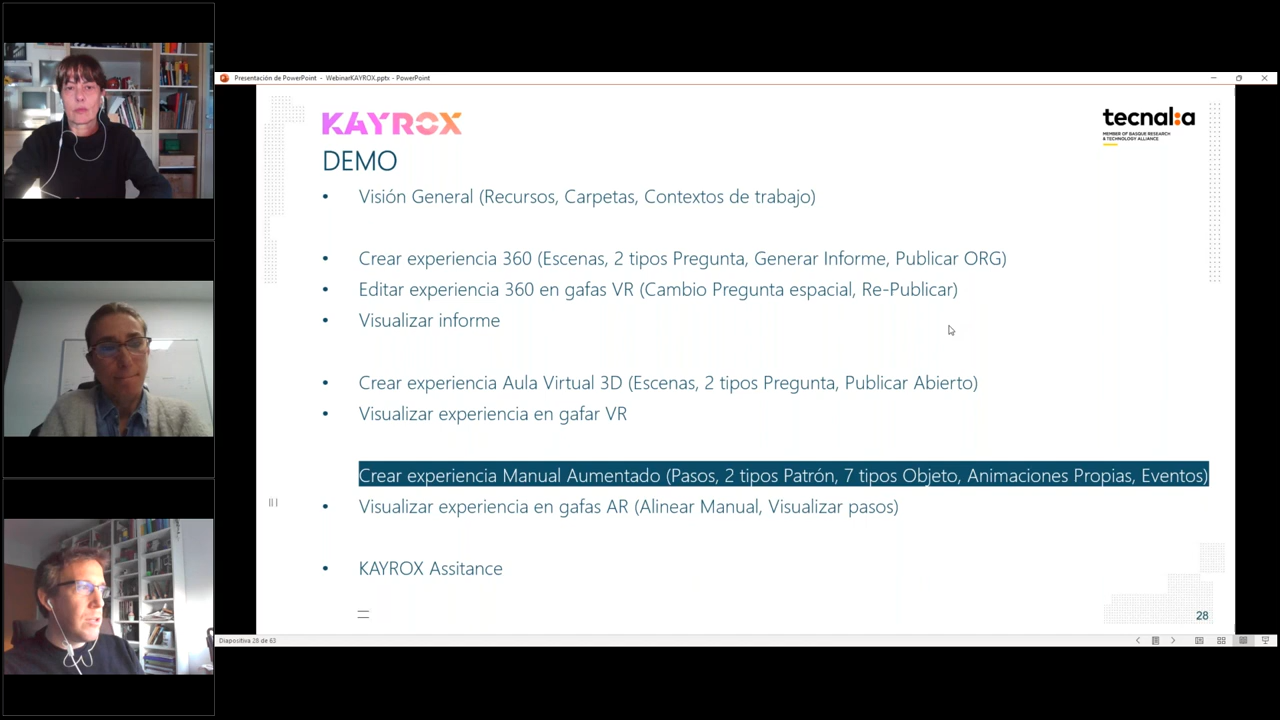 Presentación de PowerPoint - WebinarKAYROX.pptx - PowerPoint
KAYROX
tecnal:a
MEMBER OF BASQUE RESEARCH
& TECHNOLOGY ALLIANCE
DEMO
• Visión General (Recursos, Carpetas, Contextos de trabajo)
• Crear experiencia 360 (Escenas, 2 tipos Pregunta, Generar Informe, Publicar ORG)
• Editar experiencia 360 en gafas VR (Cambio Pregunta espacial, Re-Publicar)
• Visualizar informe
• Crear experiencia Aula Virtual 3D (Escenas, 2 tipos Pregunta, Publicar Abierto)
• Visualizar experiencia en gafar VR
Crear experiencia Manual Aumentado (Pasos, 2 tipos Patrón, 7 tipos Objeto, Animaciones Propias, Eventos)
• Visualizar experiencia en gafas AR (Alinear Manual, Visualizar pasos)
• KAYROX Assitance
28
Diapositiva 28 de 63